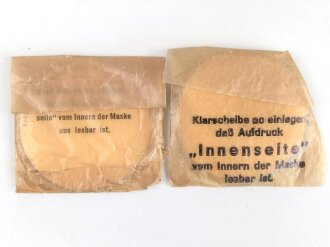 seite" vom Innern der Maske
aus lesbar ist.
Klarscheibe so einlegen,
daß Aufdruck
„Innenseite"
vom Innern der Maske
lesbar ist.